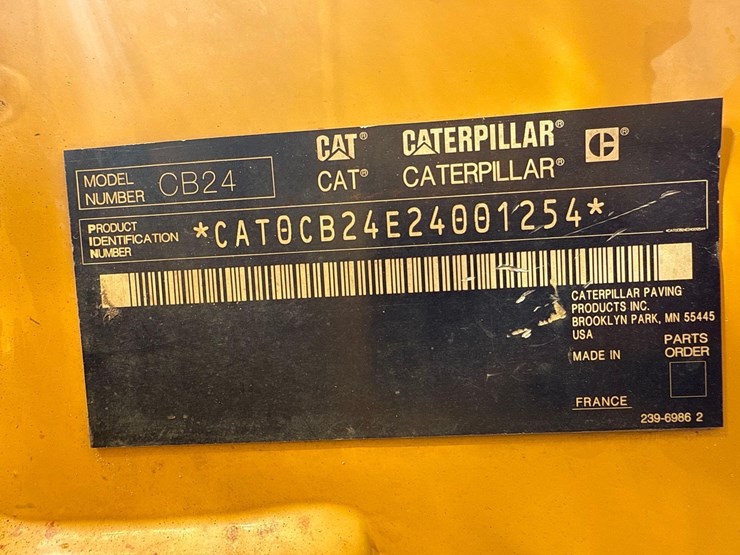 CAT® CATERPILLAR® C®
CAT® CATERPILLAR®
MODEL NUMBER CB24
PRODUCT IDENTIFICATION NUMBER *CAT0CB24E24001254*
CATERPILLAR PAVING
PRODUCTS INC.
BROOKLYN PARK, MN 55445
USA
MADE IN
FRANCE
PARTS
ORDER
239-6986 2